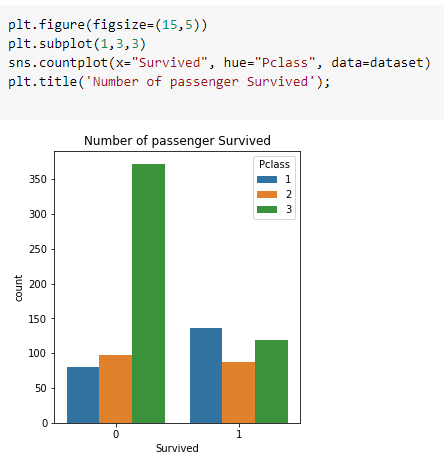 plt.figure(figsize=(15,5))
plt.subplot(1,3,3)
sns.countplot(x="Survived", hue="Pclass", data=dataset)
plt.title('Number of passenger Survived');
Number of passenger Survived
Pclass
1
2
3
350
300
250
200
150
100
50
0
count
0 1
Survived